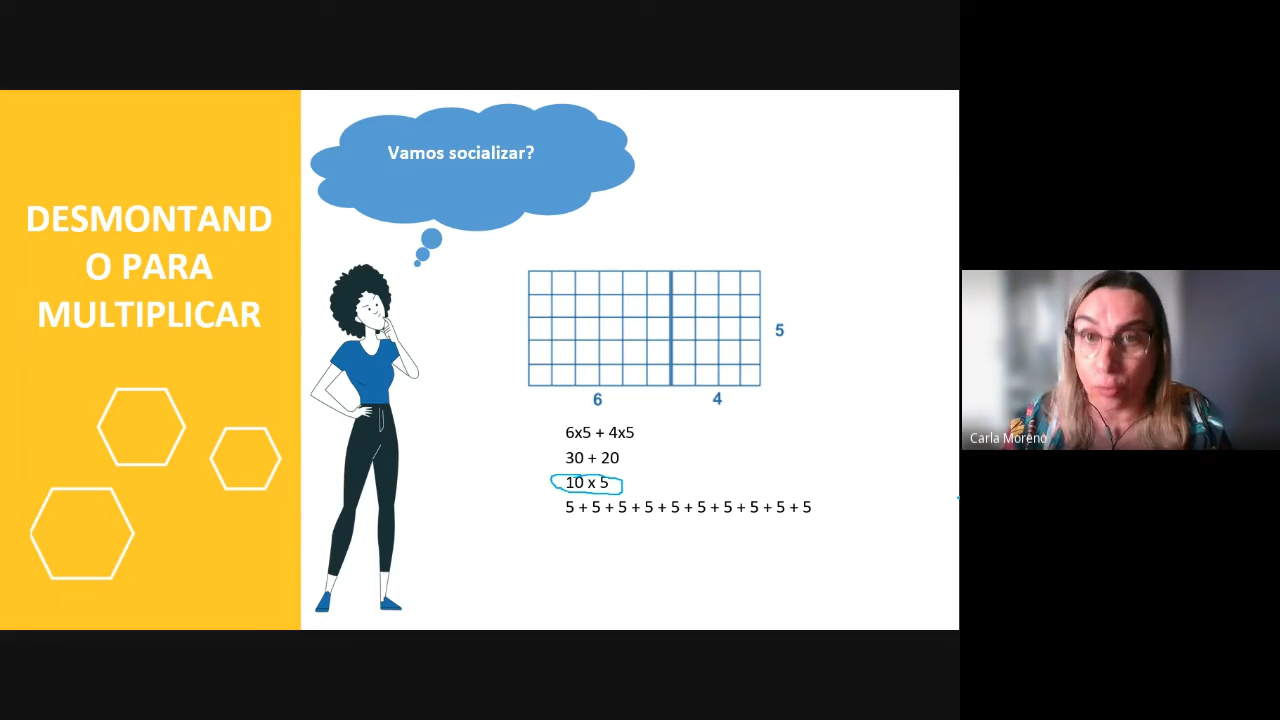 DESMONTAND
O PARA
MULTIPLICAR
Vamos socializar?
5
6 4
6x5 + 4x5
30 + 20
10 x 5
5 + 5 + 5 + 5 + 5 + 5 + 5 + 5 + 5 + 5
Carla Moreno